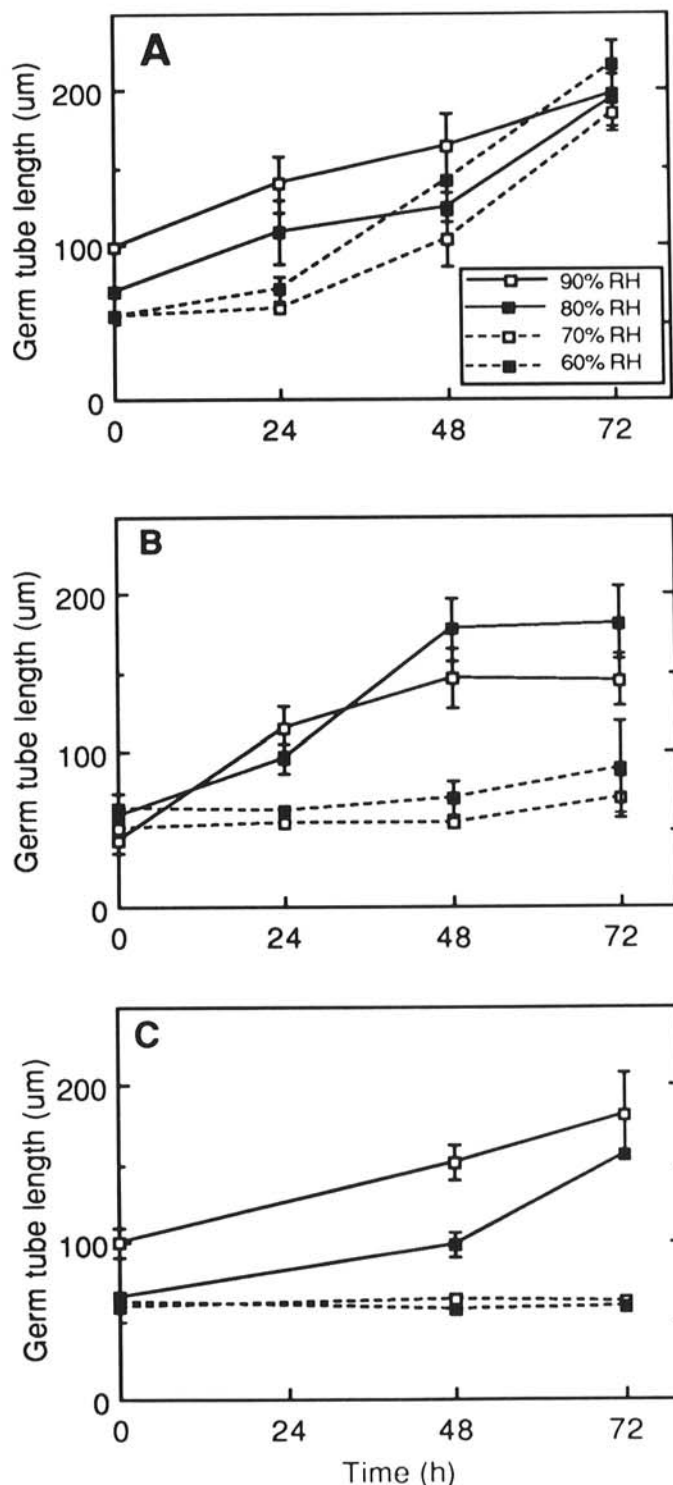 A
Germ tube length (um)
200
100
0
90% RH
80% RH
70% RH
60% RH
0 24 48 72
B
Germ tube length (um)
200
100
0
0 24 48 72
C
Germ tube length (um)
200
100
0
0 24 48 72
Time (h)